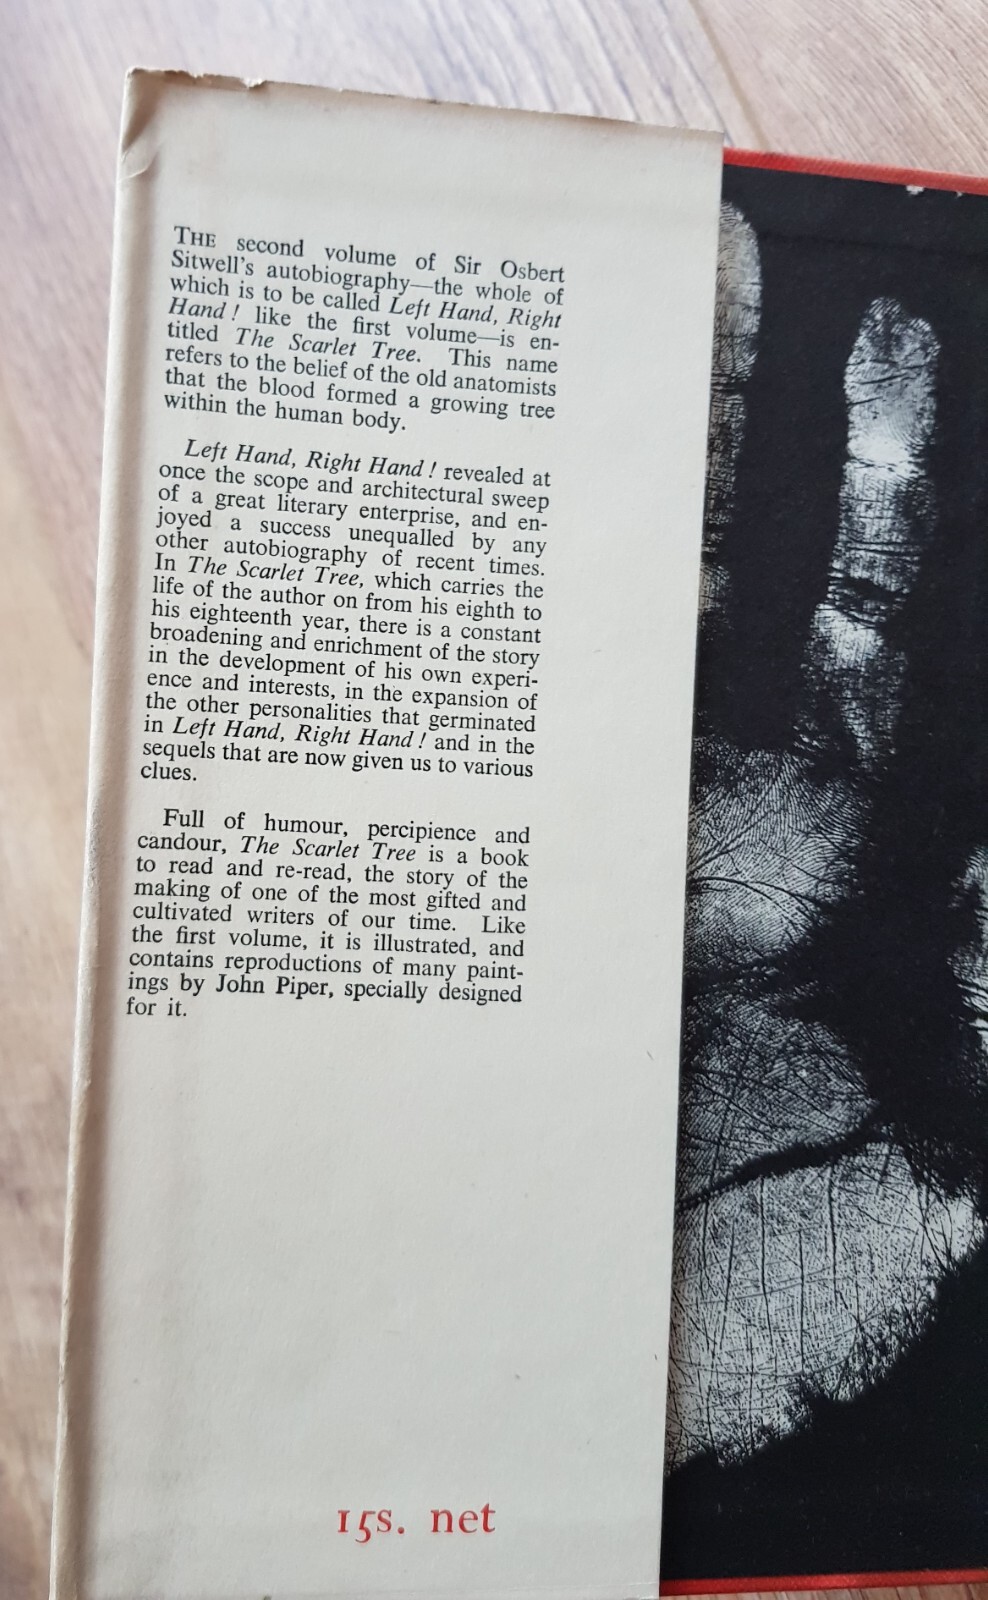 THE second volume of Sir Osbert
Sitwell's autobiography—the whole of
which is to be called Left Hand, Right
Hand! like the first volume—is en-
titled The Scarlet Tree. This name
refers to the belief of the old anatomists
that the blood formed a growing tree
within the human body.
Left Hand, Right Hand! revealed at
once the scope and architectural sweep
of a great literary enterprise, and en-
joyed a success unequalled by any
other autobiography of recent times.
In The Scarlet Tree, which carries the
life of the author on from his eighth to
his eighteenth year, there is a constant
broadening and enrichment of the story
in the development of his own experi-
ence and interests, in the expansion of
the other personalities that germinated
in Left Hand, Right Hand! and in the
sequels that are now given us to various
clues.
Full of humour, percipience and
candour, The Scarlet Tree is a book
to read and re-read, the story of the
making of one of the most gifted and
cultivated writers of our time. Like
the first volume, it is illustrated, and
contains reproductions of many paint-
ings by John Piper, specially designed
for it.
15s. net